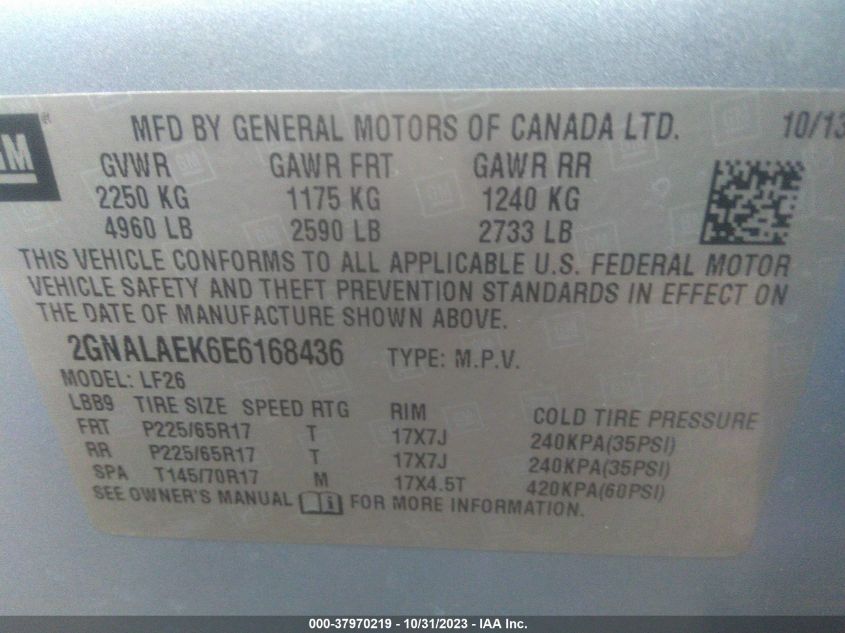 GM
MFD BY GENERAL MOTORS OF CANADA LTD. 10/13
GVWR GAWR FRT GAWR RR
2250 KG 1175 KG 1240 KG
4960 LB 2590 LB 2733 LB
THIS VEHICLE CONFORMS TO ALL APPLICABLE U.S. FEDERAL MOTOR
VEHICLE SAFETY AND THEFT PREVENTION STANDARDS IN EFFECT ON
THE DATE OF MANUFACTURE SHOWN ABOVE.
2GNALAEK6E6168436 TYPE: M.P.V.
MODEL: LF26
LBB9 TIRE SIZE SPEED RTG RIM COLD TIRE PRESSURE
FRT P225/65R17 T 17X7J 240KPA(35PSI)
RR P225/65R17 T 17X7J 240KPA(35PSI)
SPA T145/70R17 M 17X4.5T 420KPA(60PSI)
SEE OWNER'S MANUAL i FOR MORE INFORMATION.
000-37970219 - 10/31/2023 - IAA Inc.